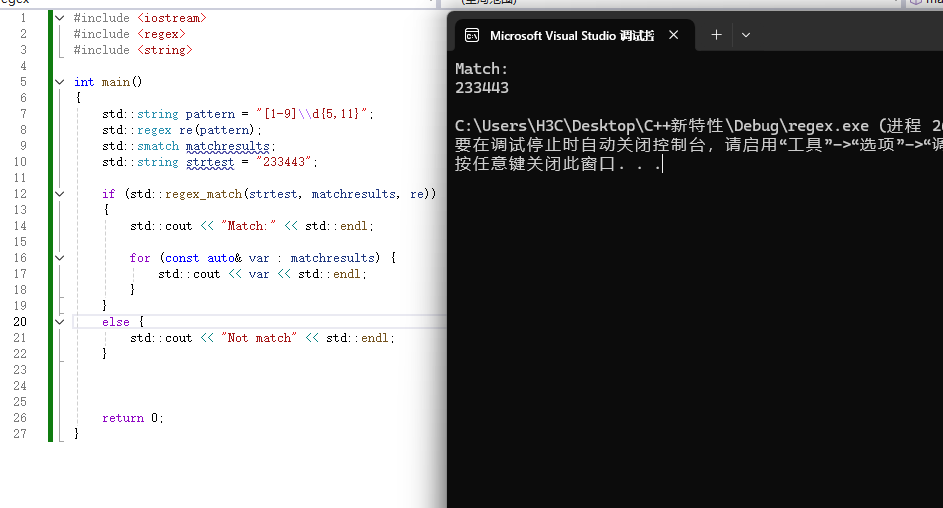 egex
(全局范围)
ma
1 #include <iostream>
2 #include <regex>
3 #include <string>
4
5 int main()
6 {
7 std::string pattern = "[1-9]\\d{5,11}";
8 std::regex re(pattern);
9 std::smatch matchresults;
10 std::string strtest = "233443";
11
12 if (std::regex_match(strtest, matchresults, re))
13 {
14 std::cout << "Match:" << std::endl;
15
16 for (const auto& var : matchresults) {
17 std::cout << var << std::endl;
18 }
19 }
20 else {
21 std::cout << "Not match" << std::endl;
22 }
23
24
25
26 return 0;
27 }
Microsoft Visual Studio 调试控
Match:
233443
C:\Users\H3C\Desktop\C++新特性\Debug\regex.exe (进程 2
要在调试停止时自动关闭控制台, 请启用“工具”->“选项”->“调
按任意键关闭此窗口. . .